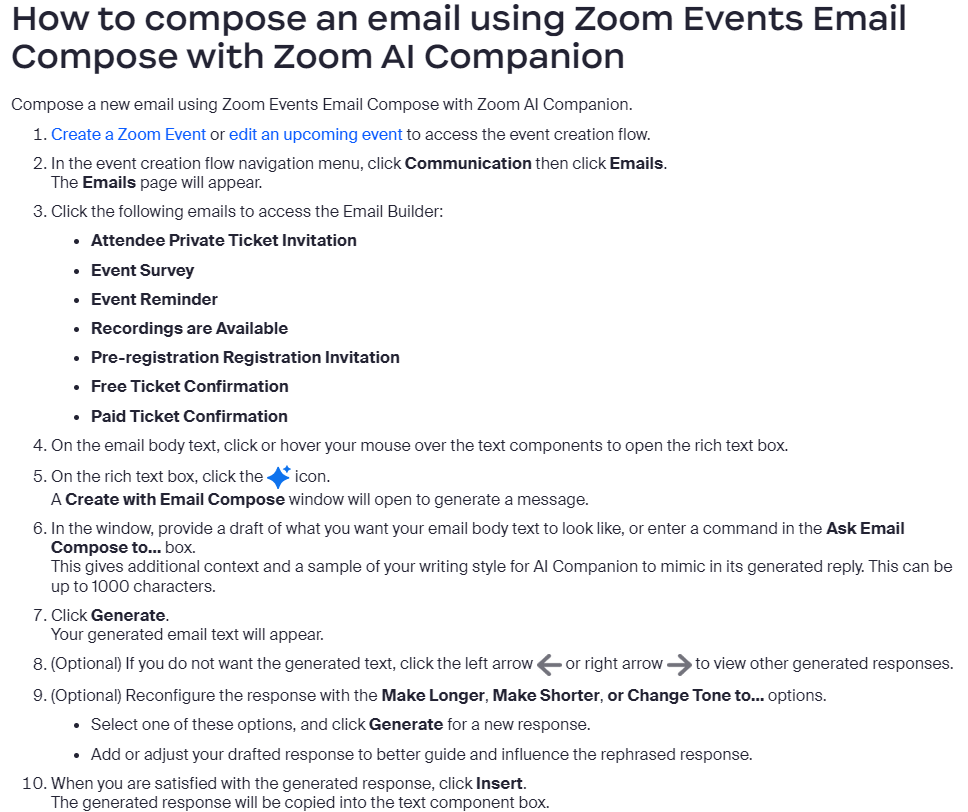 How to compose an email using Zoom Events Email
Compose with Zoom AI Companion
Compose a new email using Zoom Events Email Compose with Zoom AI Companion.
1. Create a Zoom Event or edit an upcoming event to access the event creation flow.
2. In the event creation flow navigation menu, click Communication then click Emails.
The Emails page will appear.
3. Click the following emails to access the Email Builder:
• Attendee Private Ticket Invitation
• Event Survey
• Event Reminder
• Recordings are Available
• Pre-registration Registration Invitation
• Free Ticket Confirmation
• Paid Ticket Confirmation
4. On the email body text, click or hover your mouse over the text components to open the rich text box.
5. On the rich text box, click the icon.
A Create with Email Compose window will open to generate a message.
6. In the window, provide a draft of what you want your email body text to look like, or enter a command in the Ask Email
Compose to... box.
This gives additional context and a sample of your writing style for AI Companion to mimic in its generated reply. This can be
up to 1000 characters.
7. Click Generate.
Your generated email text will appear.
8. (Optional) If you do not want the generated text, click the left arrow ← or right arrow → to view other generated responses.
9. (Optional) Reconfigure the response with the Make Longer, Make Shorter, or Change Tone to... options.
• Select one of these options, and click Generate for a new response.
• Add or adjust your drafted response to better guide and influence the rephrased response.
10. When you are satisfied with the generated response, click Insert.
The generated response will be copied into the text component box.